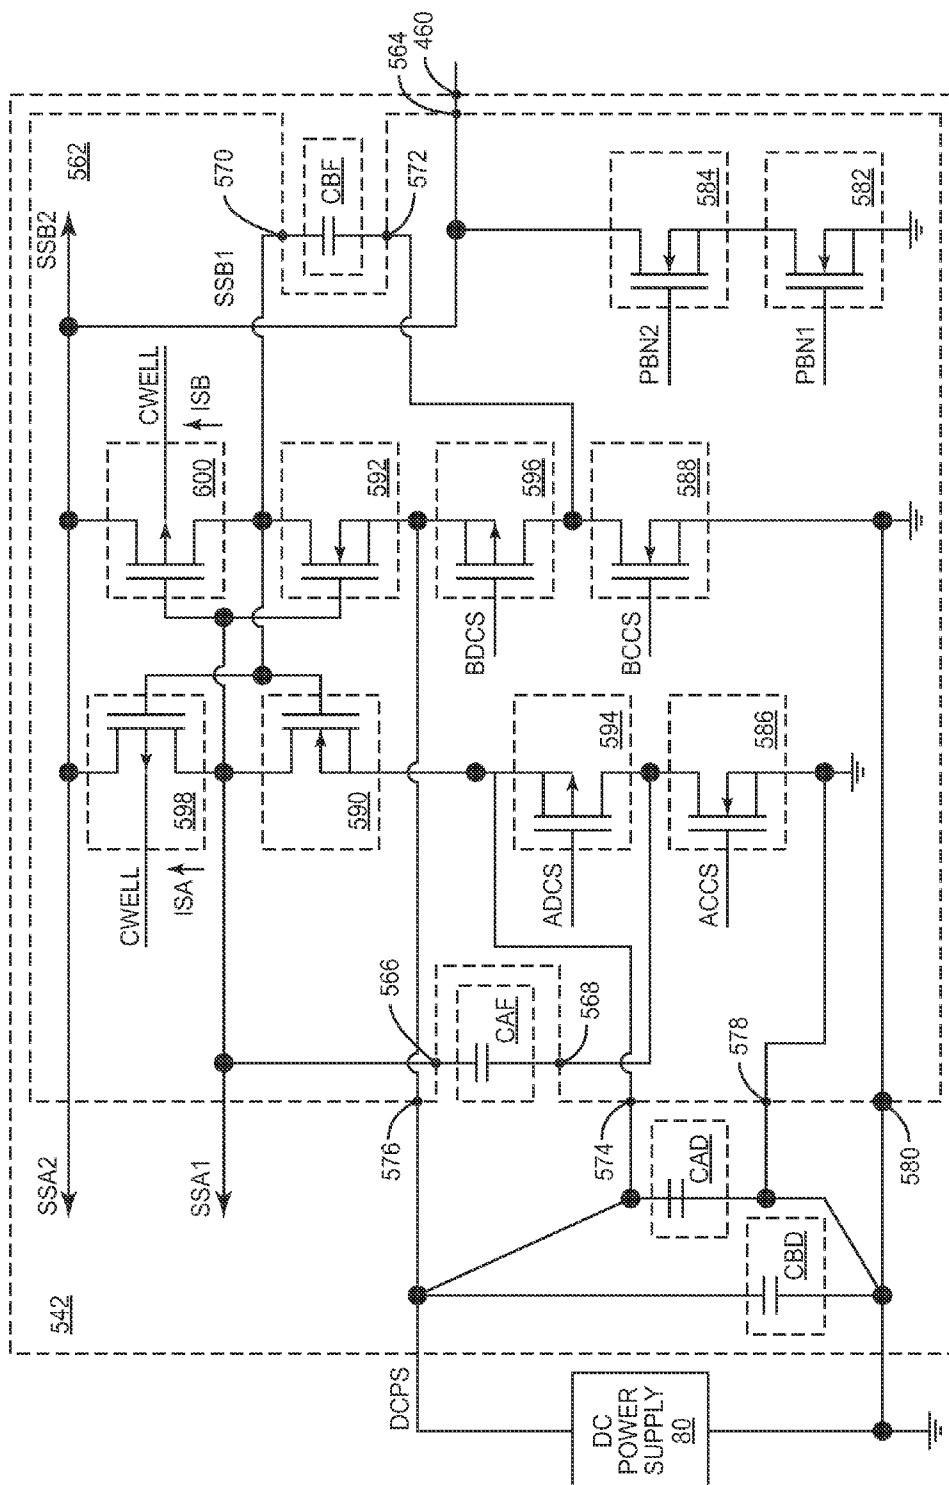 542
SSA2
SSA1
562
SSB2
SSB1
CWELL
ISA
598
590
600
CWELL
ISB
592
570
CBF
572
564
460
566
CAF
568
576
574
578
580
ADCS
594
ACCS
586
BDCS
596
BCCS
588
PBN2
584
PBN1
582
CAD
CBD
DCPS
DC
POWER
SUPPLY
80